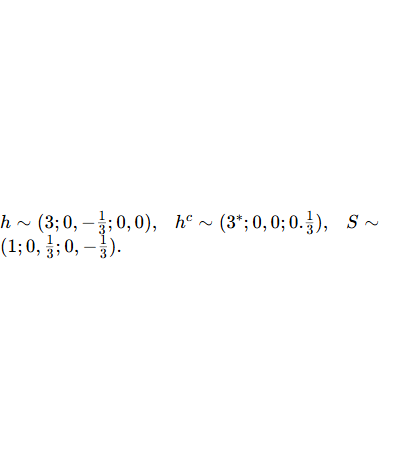 h ∼ (3; 0, −1/3; 0, 0),   h^c ∼ (3*; 0, 0; 0.1/3),   S ∼
(1; 0, 1/3; 0, −1/3).